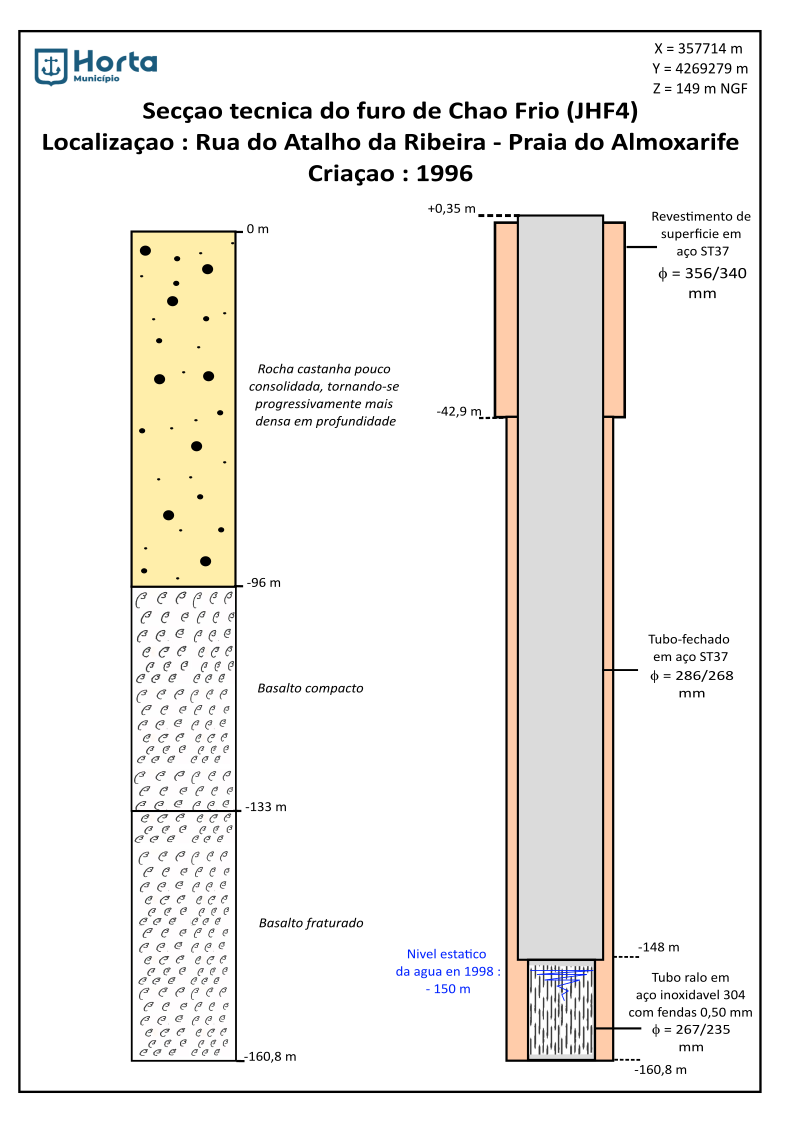 Horta
Município
X = 357714 m
Y = 4269279 m
Z = 149 m NGF
Secçao tecnica do furo de Chao Frio (JHF4)
Localizaçao : Rua do Atalho da Ribeira - Praia do Almoxarife
Criaçao : 1996
+0,35 m
0 m
Revestimento de
superficie em
aço ST37
ϕ = 356/340
mm
Rocha castanha pouco
consolidada, tornando-se
progressivamente mais
densa em profundidade
-42,9 m
-96 m
Tubo-fechado
em aço ST37
ϕ = 286/268
mm
Basalto compacto
-133 m
Basalto fraturado
Nivel estatico
da agua en 1998 :
- 150 m
-148 m
Tubo ralo em
aço inoxidavel 304
com fendas 0,50 mm
ϕ = 267/235
mm
-160,8 m
-160,8 m